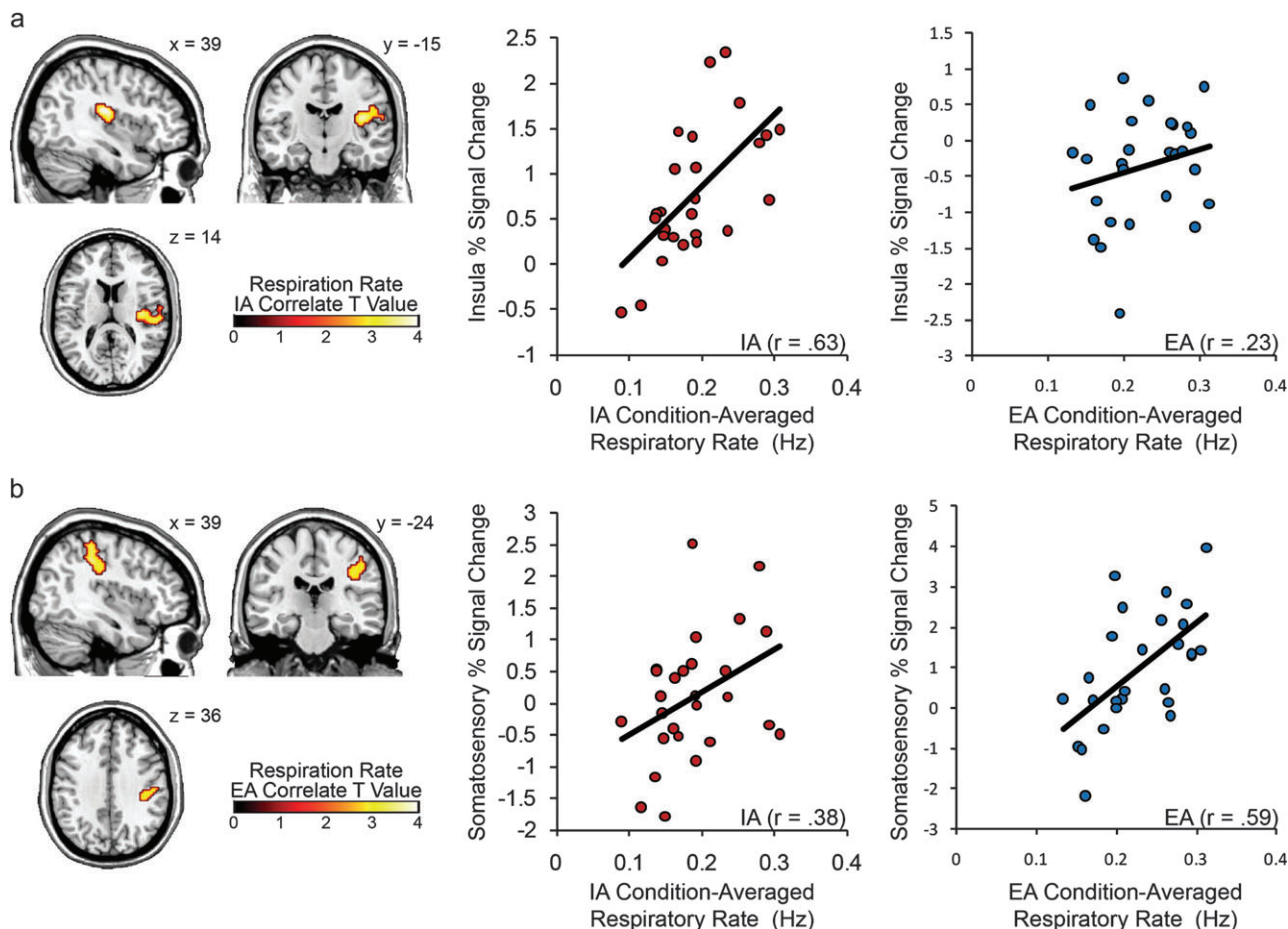 a
x = 39
y = -15
z = 14
Respiration Rate
IA Correlate T Value
0 1 2 3 4
Insula % Signal Change
2.5
2
1.5
1
0.5
0
-0.5
-1
IA (r = .63)
0 0.1 0.2 0.3 0.4
IA Condition-Averaged
Respiratory Rate (Hz)
Insula % Signal Change
1.5
1
0.5
0
-0.5
-1
-1.5
-2
-2.5
-3
EA (r = .23)
0 0.1 0.2 0.3 0.4
EA Condition-Averaged
Respiratory Rate (Hz)
b
x = 39
y = -24
z = 36
Respiration Rate
EA Correlate T Value
0 1 2 3 4
Somatosensory % Signal Change
3
2.5
2
1.5
1
0.5
0
-0.5
-1
-1.5
-2
IA (r = .38)
0 0.1 0.2 0.3 0.4
IA Condition-Averaged
Respiratory Rate (Hz)
Somatosensory % Signal Change
5
4
3
2
1
0
-1
-2
-3
EA (r = .59)
0 0.1 0.2 0.3 0.4
EA Condition-Averaged
Respiratory Rate (Hz)